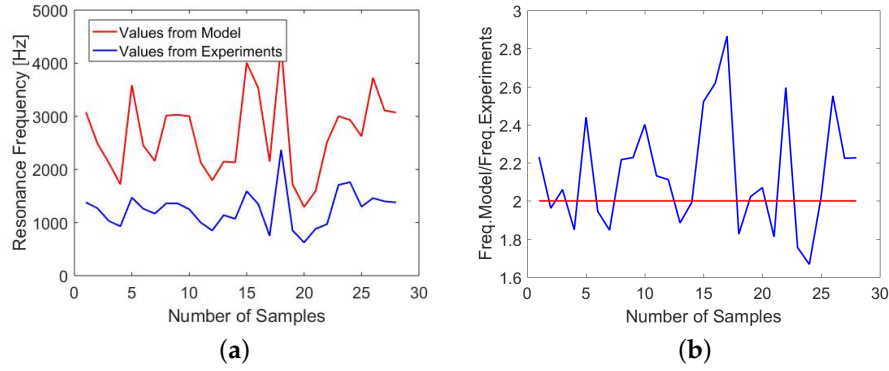 5000
4000
3000
2000
1000
0
0 5 10 15 20 25 30
Resonance Frequency [Hz]
Number of Samples
Values from Model
Values from Experiments
(a)
3
2.8
2.6
2.4
2.2
2
1.8
1.6
0 5 10 15 20 25 30
Freq.Model/Freq.Experiments
Number of Samples
(b)